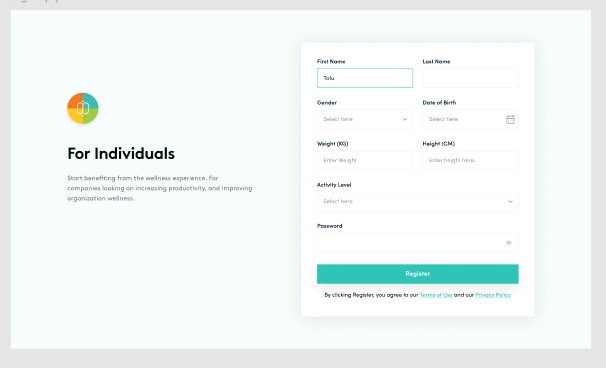 First Name
Last Name
Tolu
Gender
Date of Birth
Select here
Select here
For Individuals
Weight (KG)
Height (CM)
Enter Weight
Enter height here.
Start benefiting from the wellness experience. For
companies looking on increasing productivity, and improving
organization wellness.
Activity Level
Select here
Password
Register
By clicking Register, you agree to our Terms of Use and our Privacy Policy